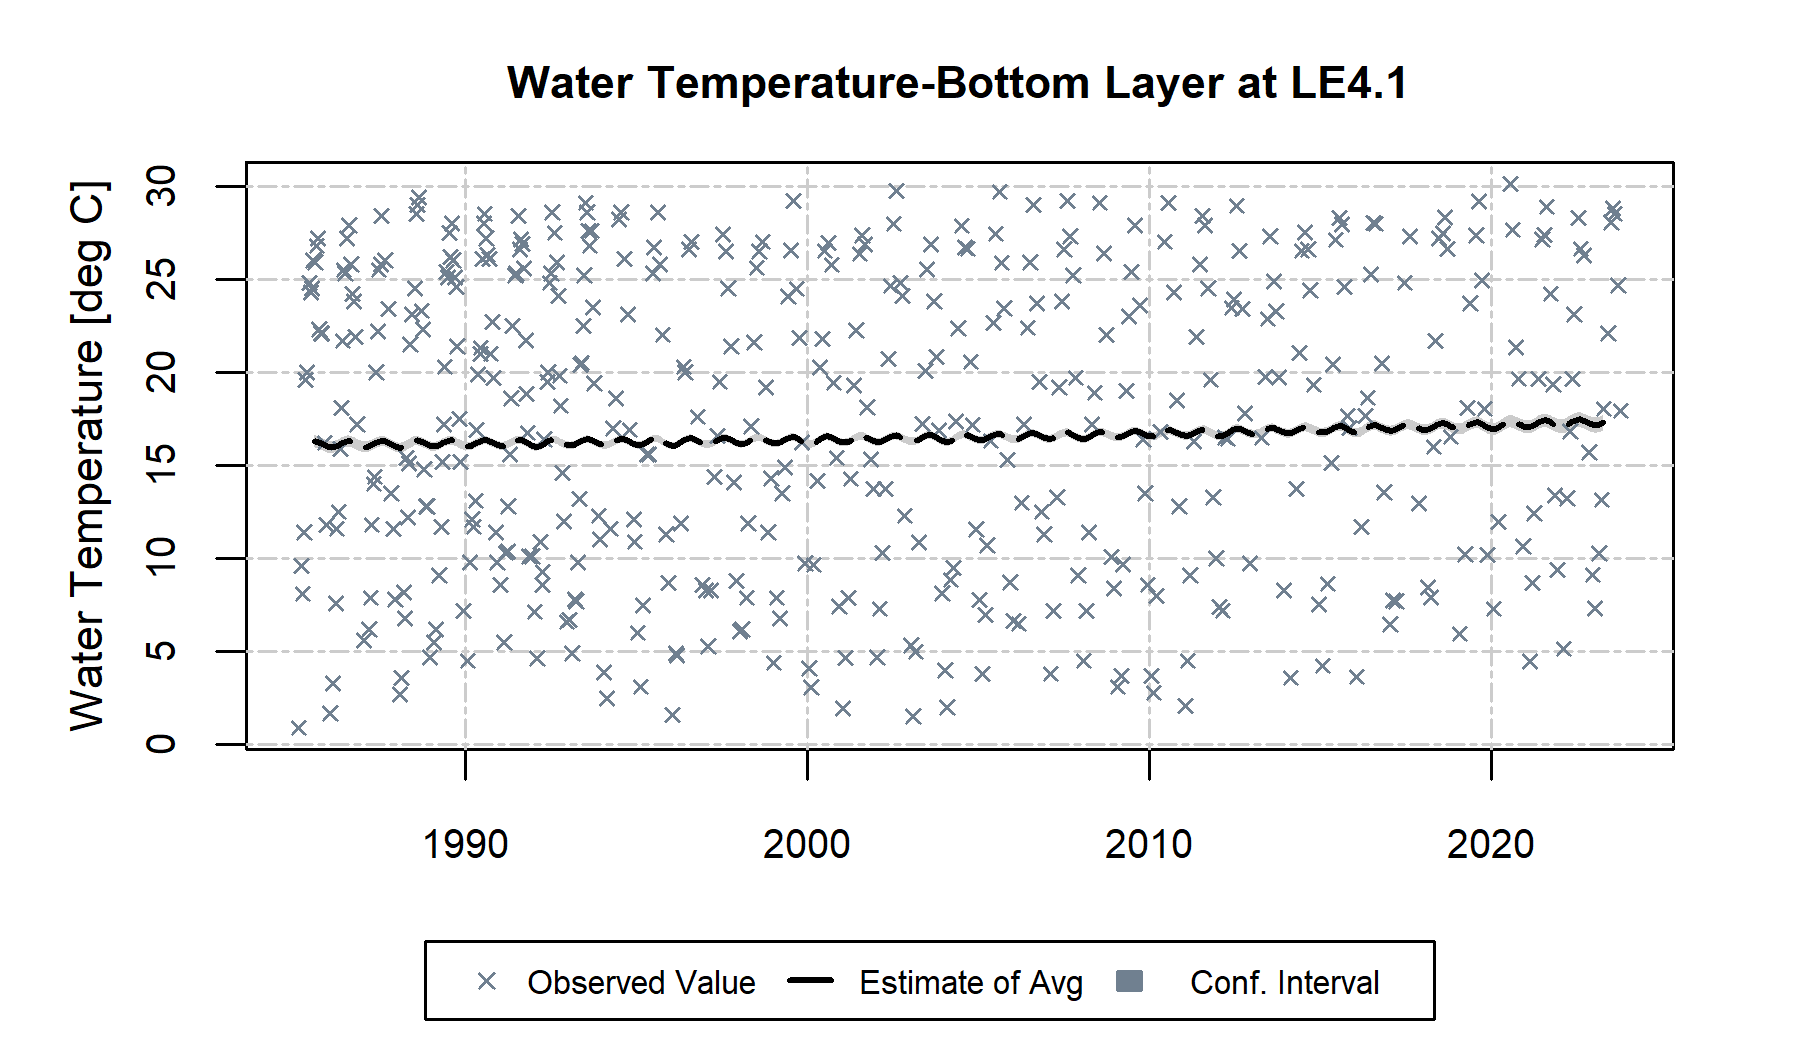 Water Temperature-Bottom Layer at LE4.1
Water Temperature [deg C]
30
25
20
15
10
5
0
1990 2000 2010 2020
Observed Value Estimate of Avg Conf. Interval